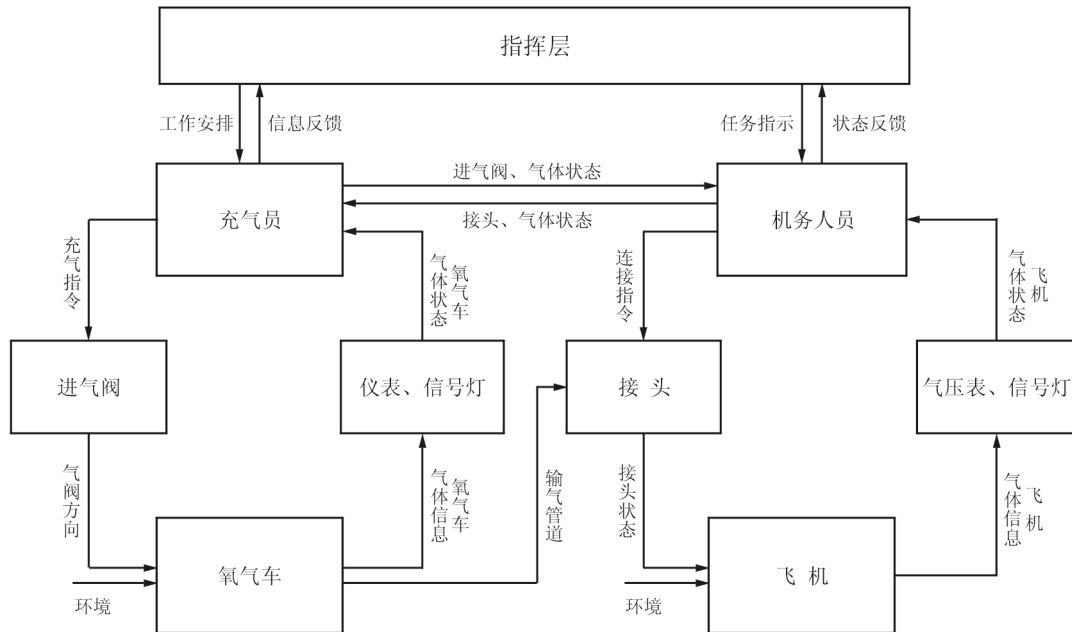 指挥层
工作安排
信息反馈
任务指示
状态反馈
充气员
进气阀、气体状态
接头、气体状态
机务人员
充气指令
氧气车
气体状态
连接指令
飞机
气体状态
进气阀
仪表、信号灯
接 头
气压表、信号灯
气阀方向
氧气车
气体信息
输气管道
接头状态
飞机
气体信息
氧气车
飞 机
环境
环境